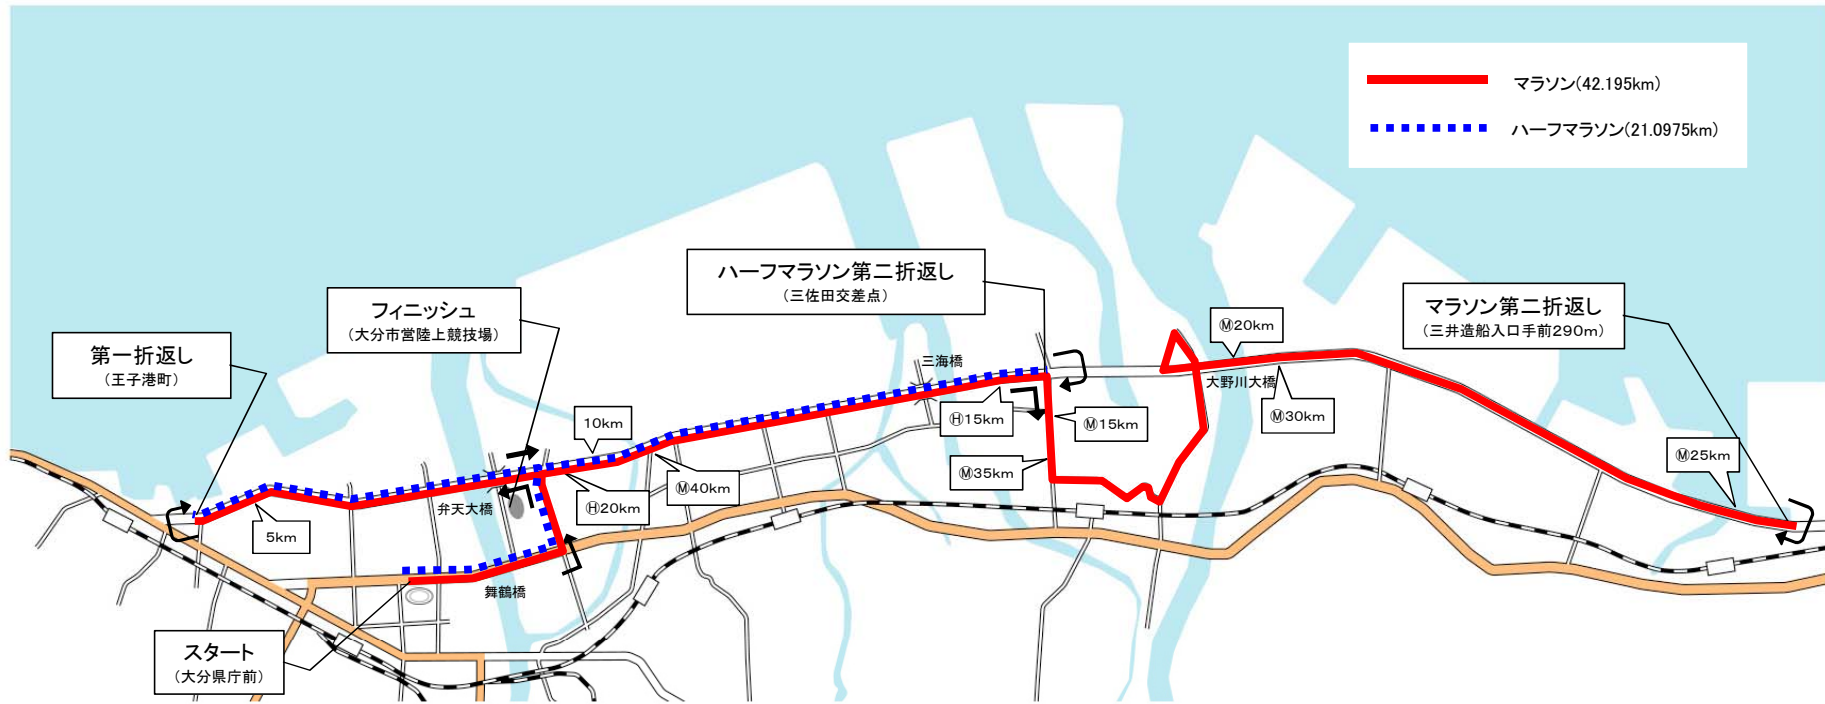 マラソン(42.195km)
ハーフマラソン(21.0975km)
ハーフマラソン第二折返し
(三佐田交差点)
フィニッシュ
(大分市営陸上競技場)
マラソン第二折返し
(三井造船入口手前290m)
第一折返し
(王子港町)
Ⓜ20km
三海橋
大野川大橋
Ⓗ15km
Ⓜ15km
Ⓜ30km
10km
Ⓜ25km
Ⓜ35km
Ⓜ40km
弁天大橋
Ⓗ20km
5km
舞鶴橋
スタート
(大分県庁前)